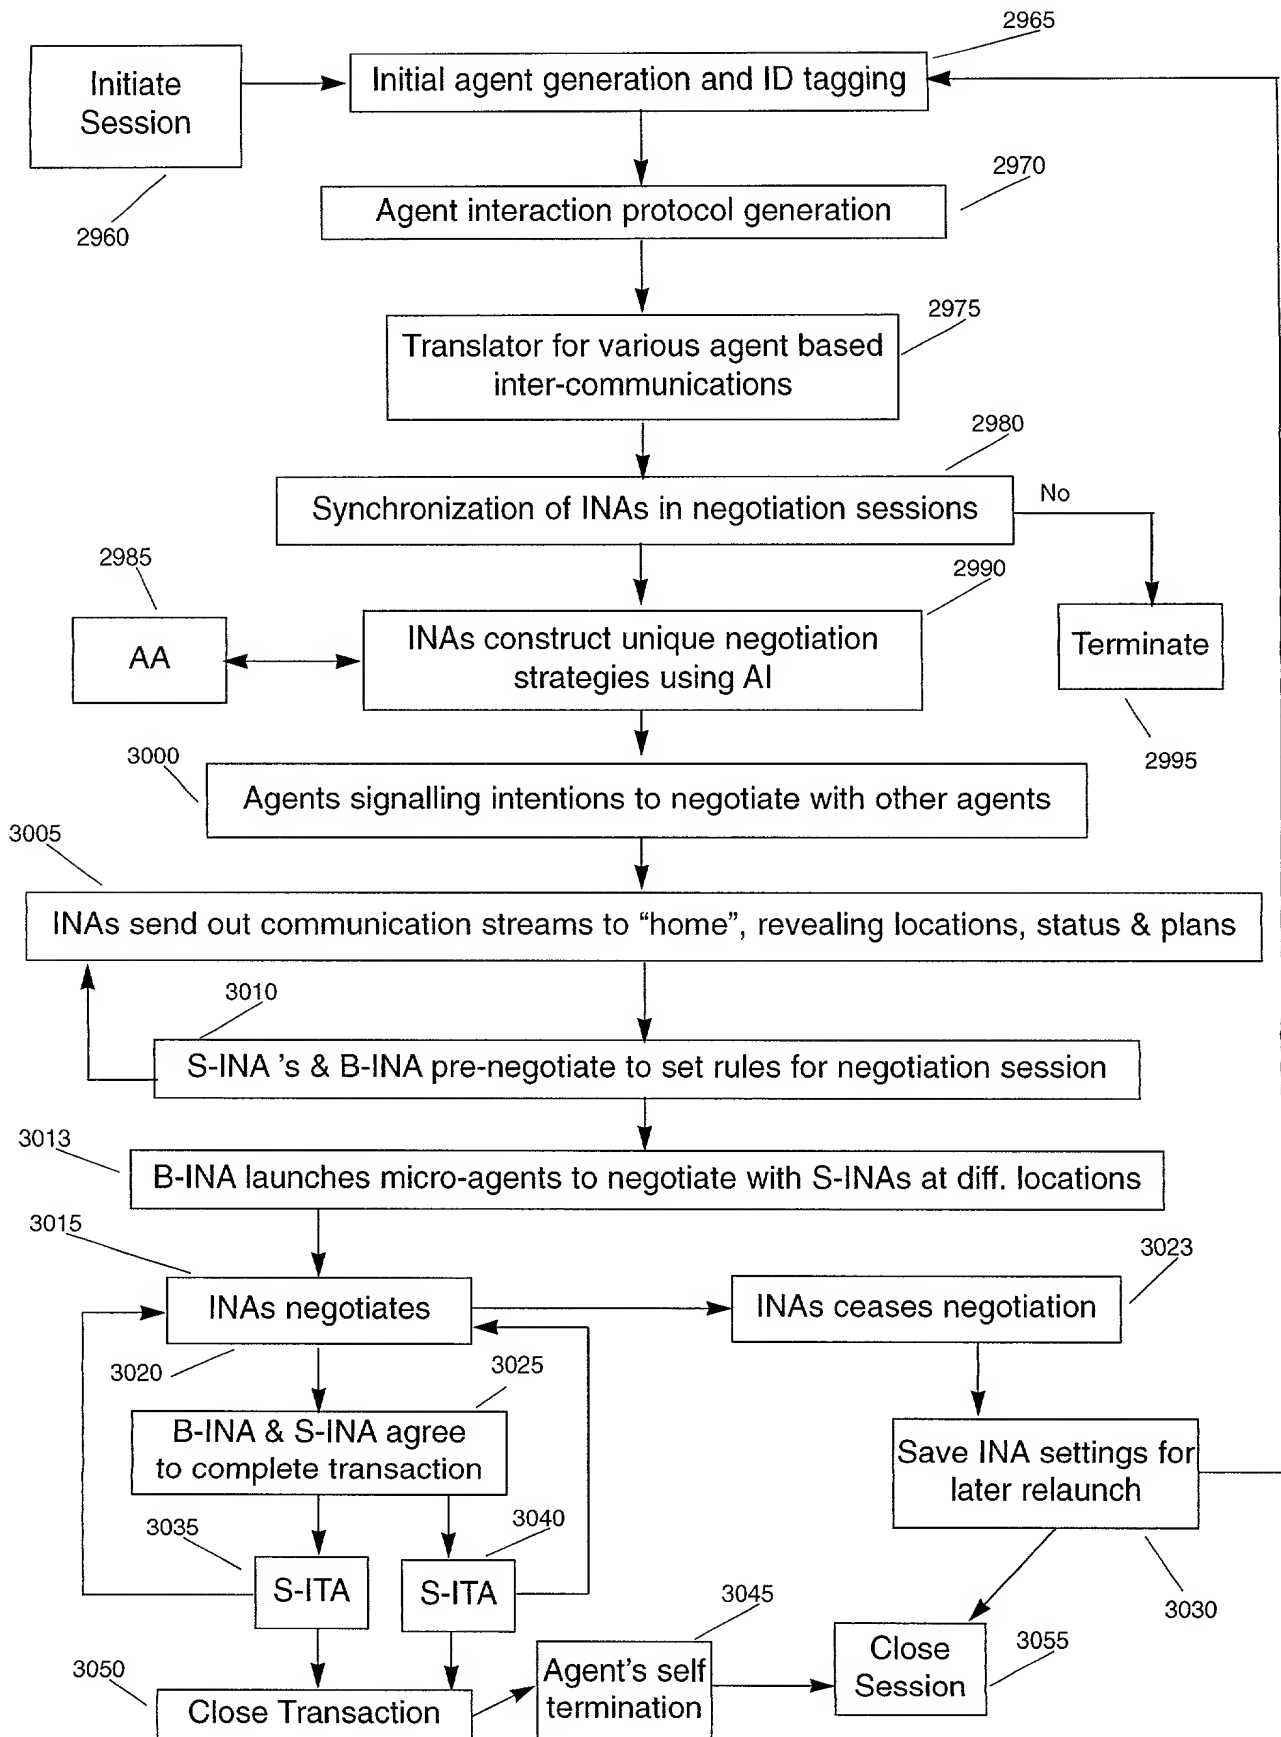 2965
Initiate
Session
Initial agent generation and ID tagging
2960
2970
Agent interaction protocol generation
2975
Translator for various agent based
inter-communications
2980
Synchronization of INAs in negotiation sessions
No
2985
2990
AA
INAs construct unique negotiation
strategies using AI
Terminate
2995
3000
Agents signalling intentions to negotiate with other agents
3005
INAs send out communication streams to “home”, revealing locations, status & plans
3010
S-INA ’s & B-INA pre-negotiate to set rules for negotiation session
3013
B-INA launches micro-agents to negotiate with S-INAs at diff. locations
3015
3023
INAs negotiates
INAs ceases negotiation
3020
3025
B-INA & S-INA agree
to complete transaction
Save INA settings for
later relaunch
3030
3035
3040
S-ITA
S-ITA
3045
Close
Session
3055
3050
Close Transaction
Agent's self
termination